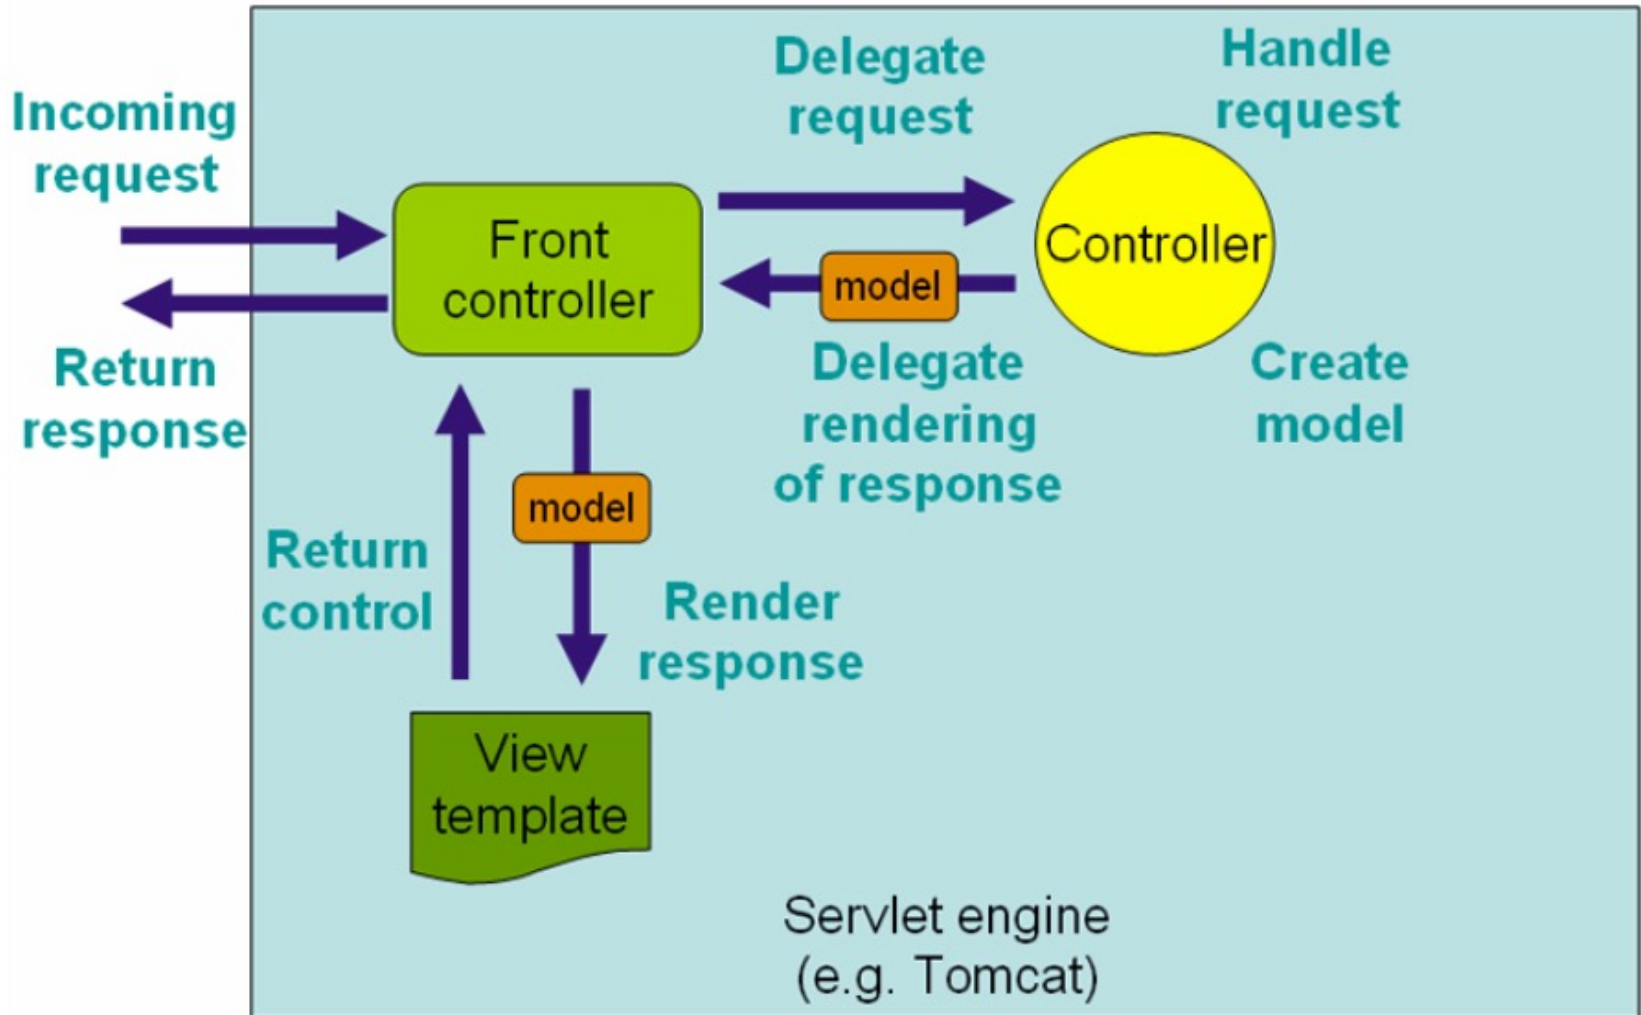 Incoming
request
Return
response
Delegate
request
Handle
request
Front
controller
Controller
model
Delegate
rendering
of response
Create
model
model
Return
control
Render
response
View
template
Servlet engine
(e.g. Tomcat)